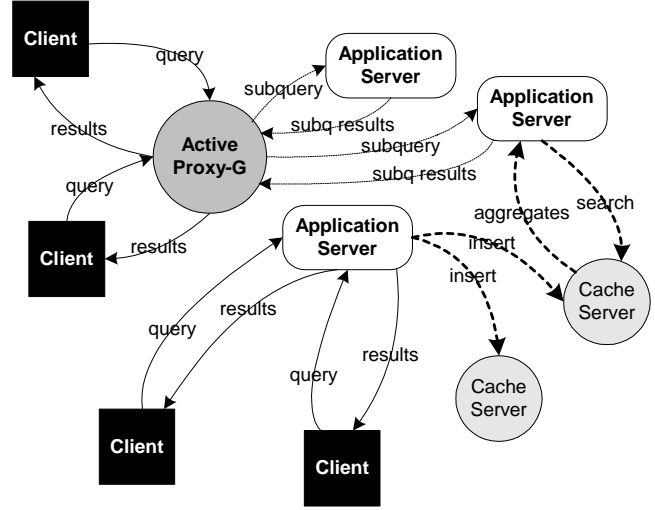 Client
query
Application
Server
subquery
Application
Server
results
subq results
Active
Proxy-G
subquery
subq results
query
aggregates
search
Client
results
Application
Server
insert
insert
Cache
Server
query
results
results
query
Cache
Server
Client
Client